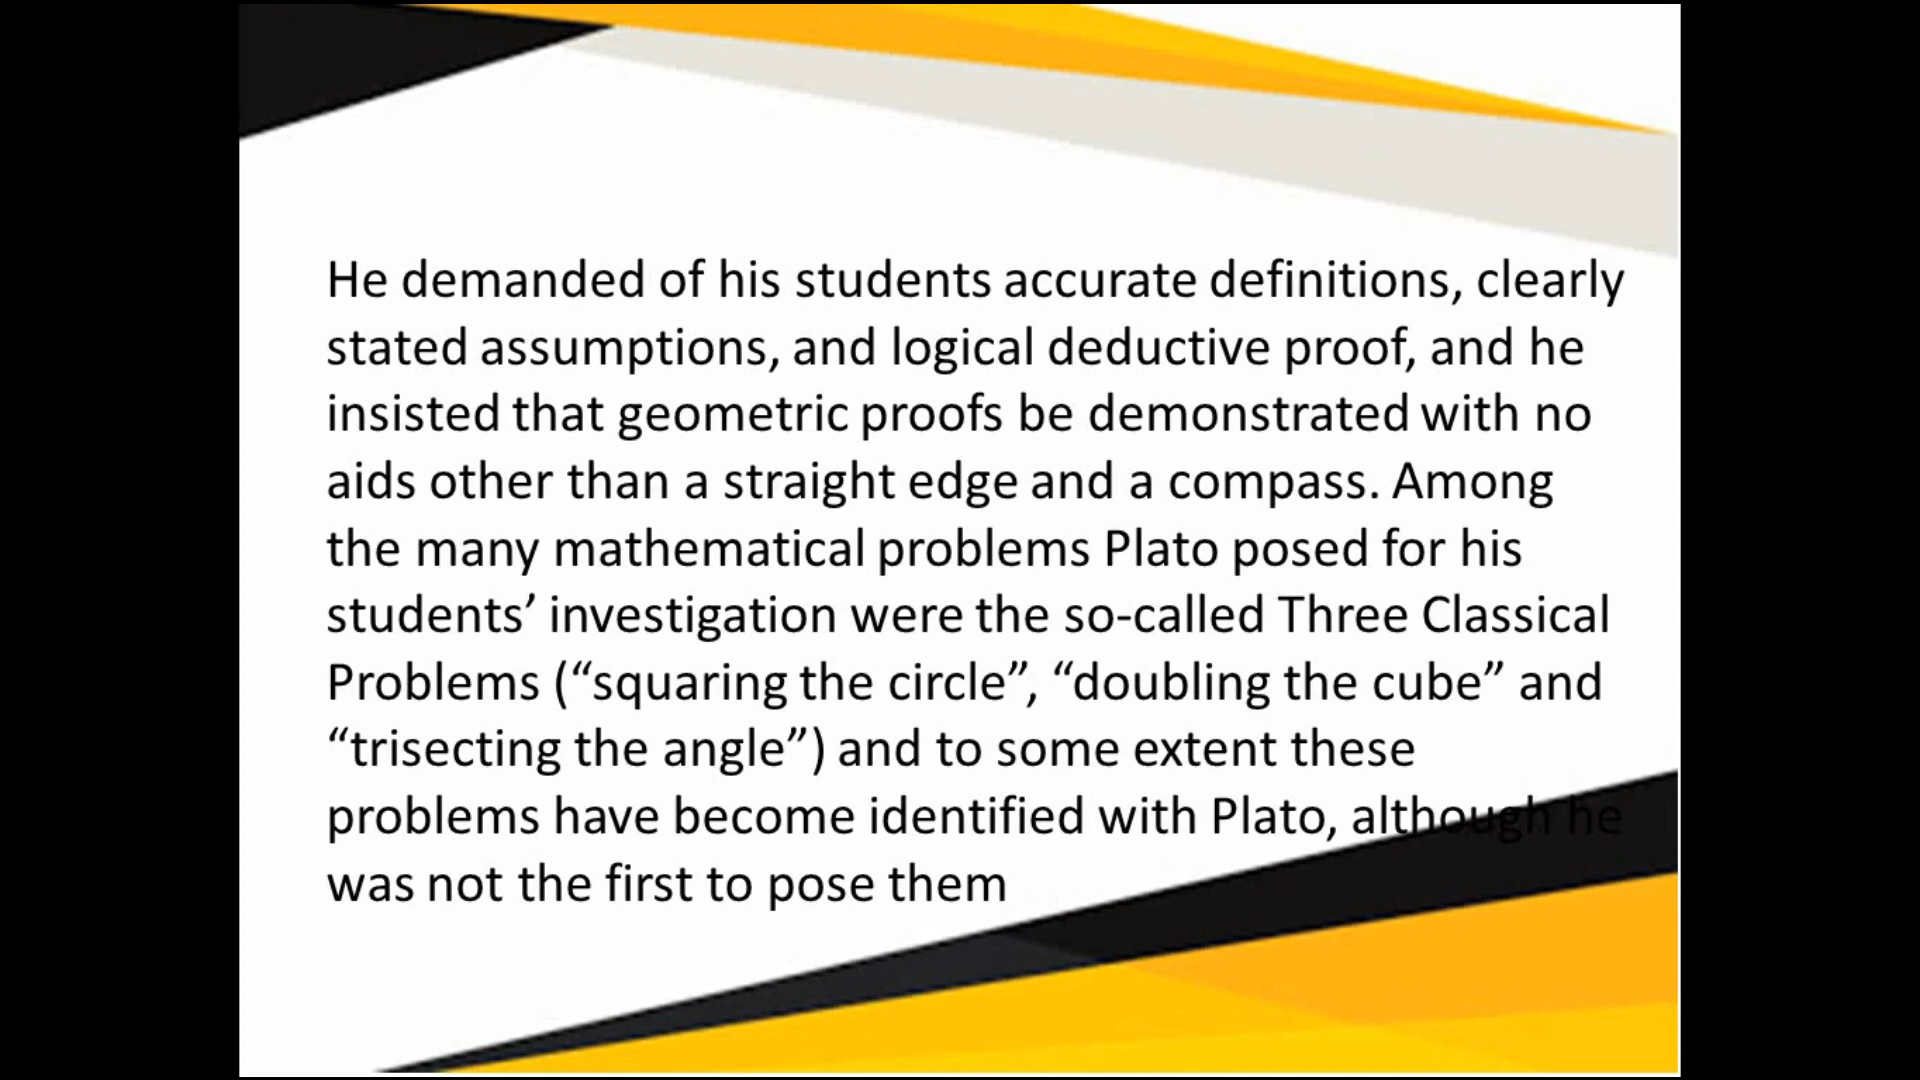 He demanded of his students accurate definitions, clearly
stated assumptions, and logical deductive proof, and he
insisted that geometric proofs be demonstrated with no
aids other than a straight edge and a compass. Among
the many mathematical problems Plato posed for his
students’ investigation were the so-called Three Classical
Problems (“squaring the circle”, “doubling the cube” and
“trisecting the angle”) and to some extent these
problems have become identified with Plato, although he
was not the first to pose them